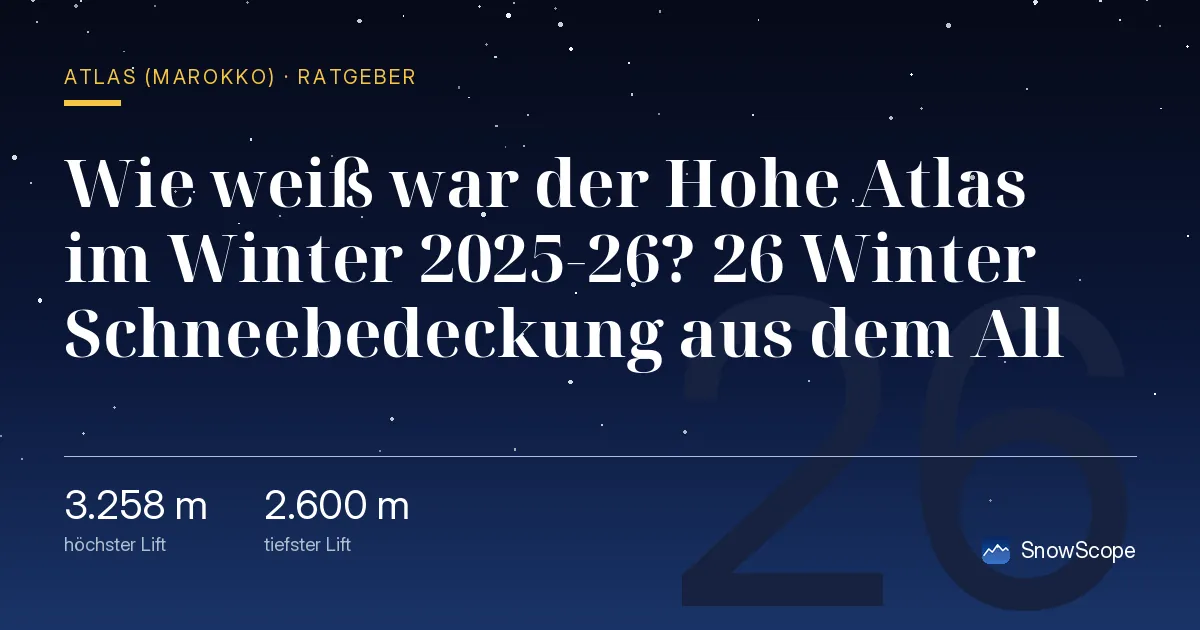 ATLAS (MAROKKO) · RATGEBER
Wie weiß war der Hohe Atlas
im Winter 2025-26? 26 Winter
Schneebedeckung aus dem All
26
3.258 m
höchster Lift
2.600 m
tiefster Lift
SnowScope